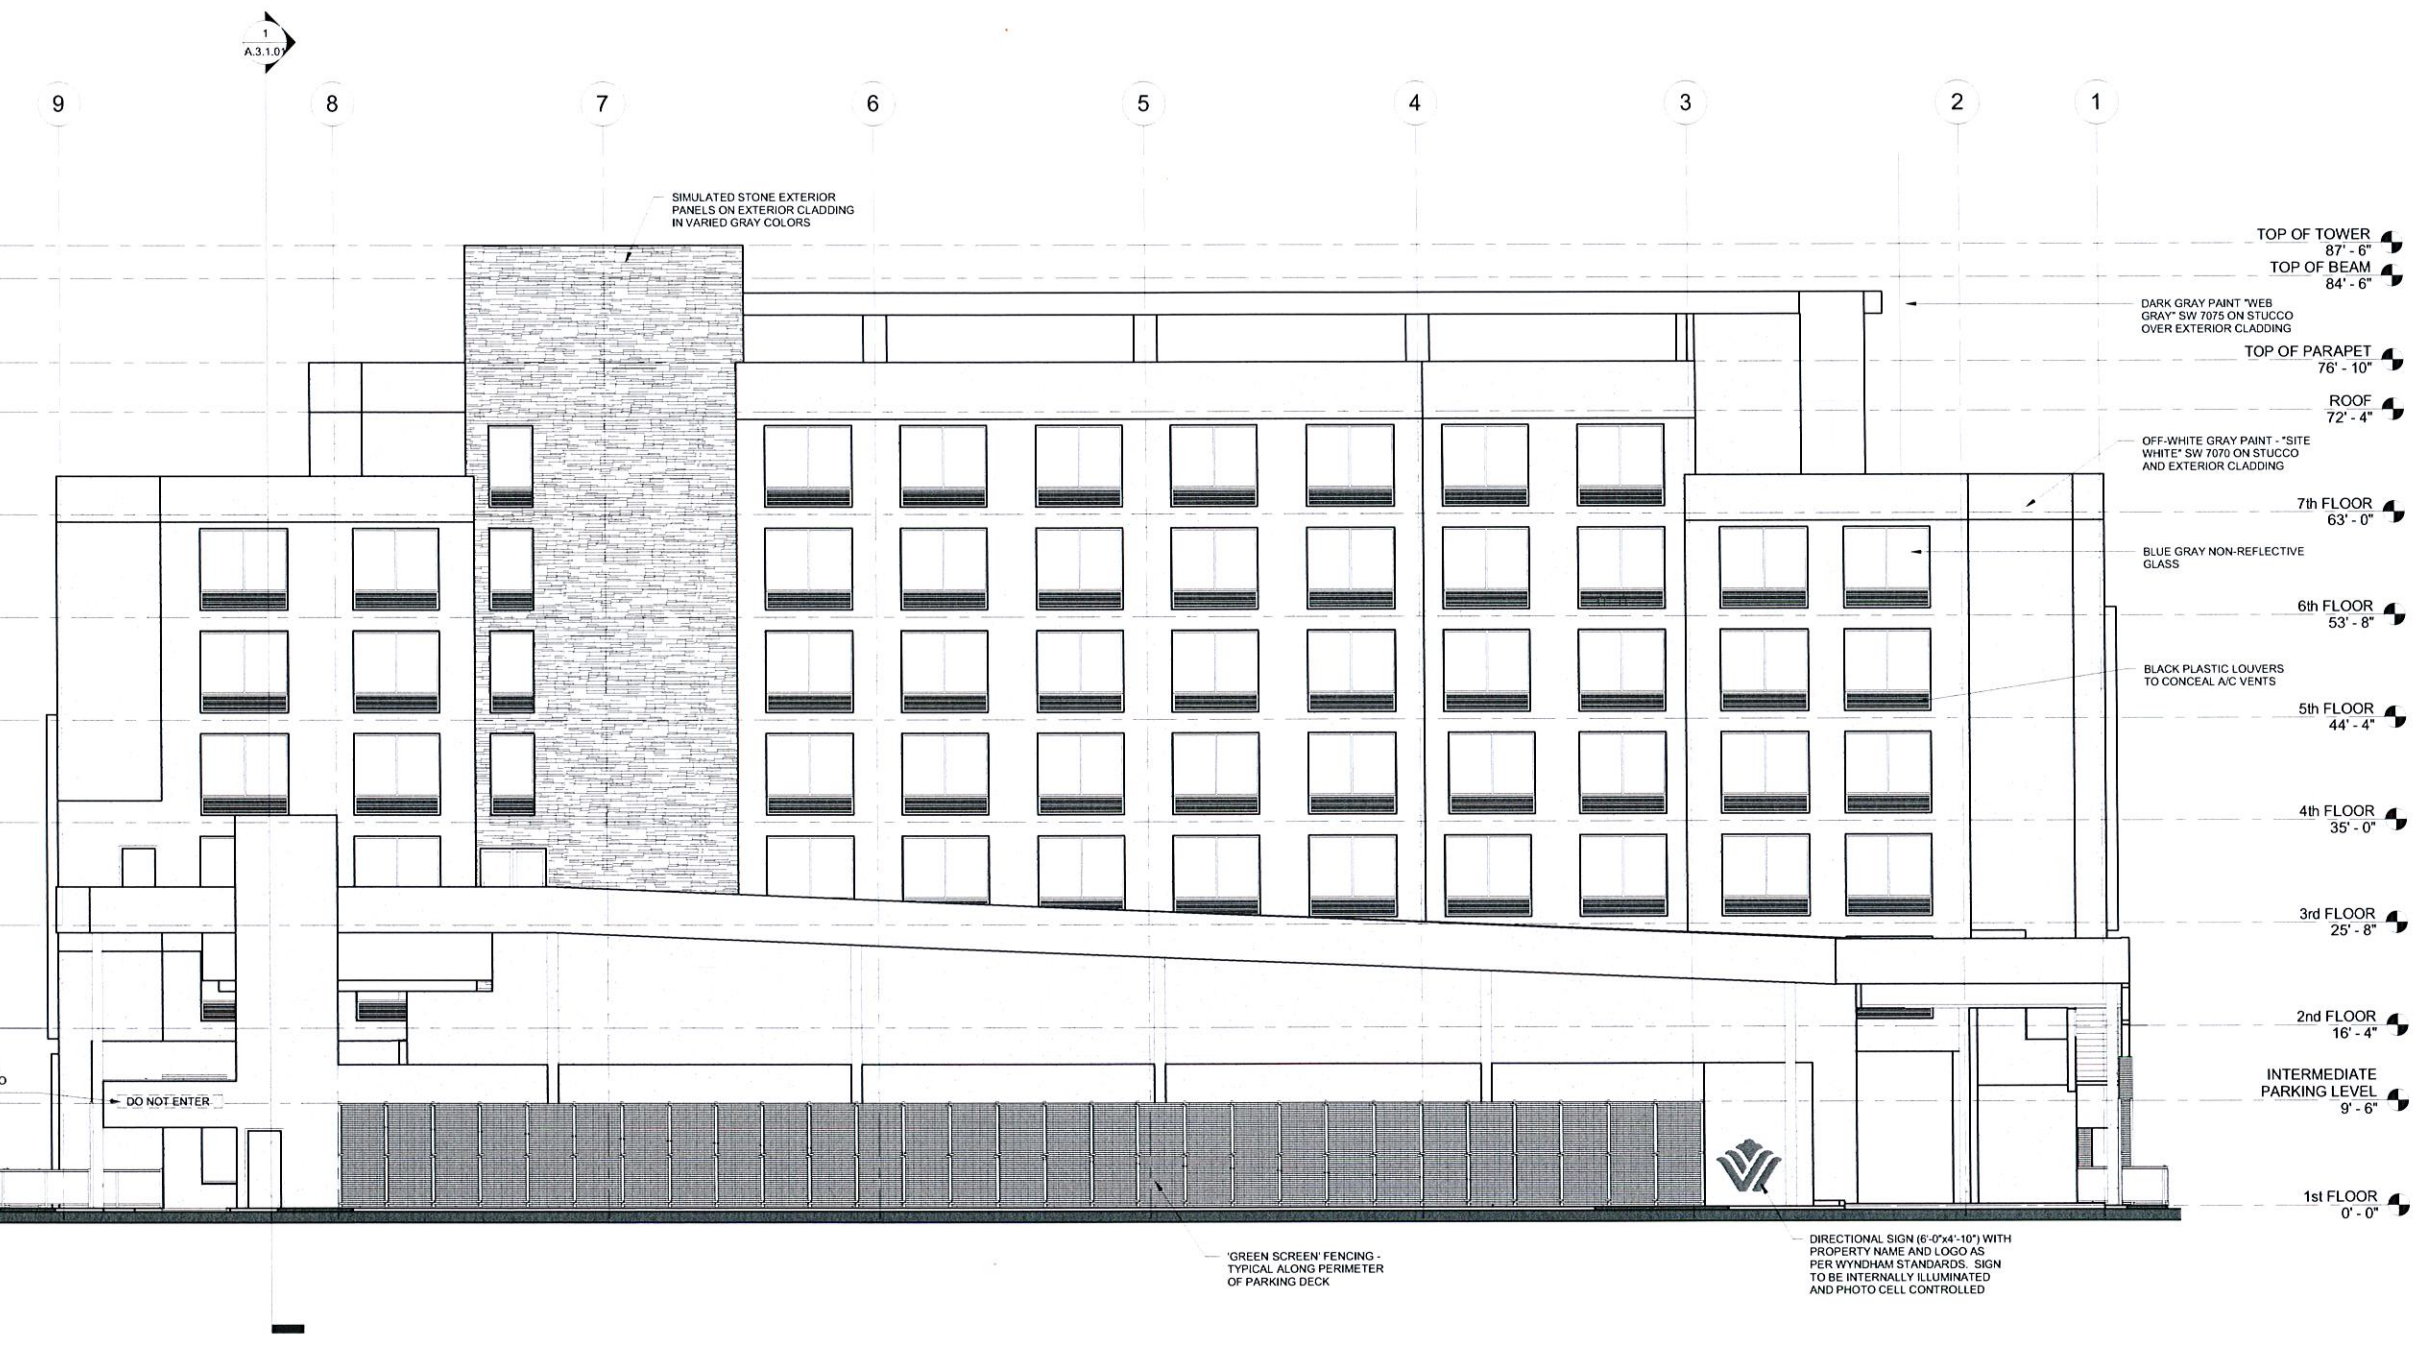 1
A.3.1.01
9
8
7
6
5
4
3
2
1
SIMULATED STONE EXTERIOR
PANELS ON EXTERIOR CLADDING
IN VARIED GRAY COLORS
TOP OF TOWER
87' - 6"
TOP OF BEAM
84' - 6"
DARK GRAY PAINT "WEB
GRAY" SW 7075 ON STUCCO
OVER EXTERIOR CLADDING
TOP OF PARAPET
76' - 10"
ROOF
72' - 4"
OFF-WHITE GRAY PAINT - "SITE
WHITE" SW 7070 ON STUCCO
AND EXTERIOR CLADDING
7th FLOOR
63' - 0"
BLUE GRAY NON-REFLECTIVE
GLASS
6th FLOOR
53' - 8"
BLACK PLASTIC LOUVERS
TO CONCEAL A/C VENTS
5th FLOOR
44' - 4"
4th FLOOR
35' - 0"
3rd FLOOR
25' - 8"
2nd FLOOR
16' - 4"
INTERMEDIATE
PARKING LEVEL
9' - 6"
O
DO NOT ENTER
1st FLOOR
0' - 0"
'GREEN SCREEN' FENCING -
TYPICAL ALONG PERIMETER
OF PARKING DECK
DIRECTIONAL SIGN (6'-0"x4'-10") WITH
PROPERTY NAME AND LOGO AS
PER WYNDHAM STANDARDS. SIGN
TO BE INTERNALLY ILLUMINATED
AND PHOTO CELL CONTROLLED